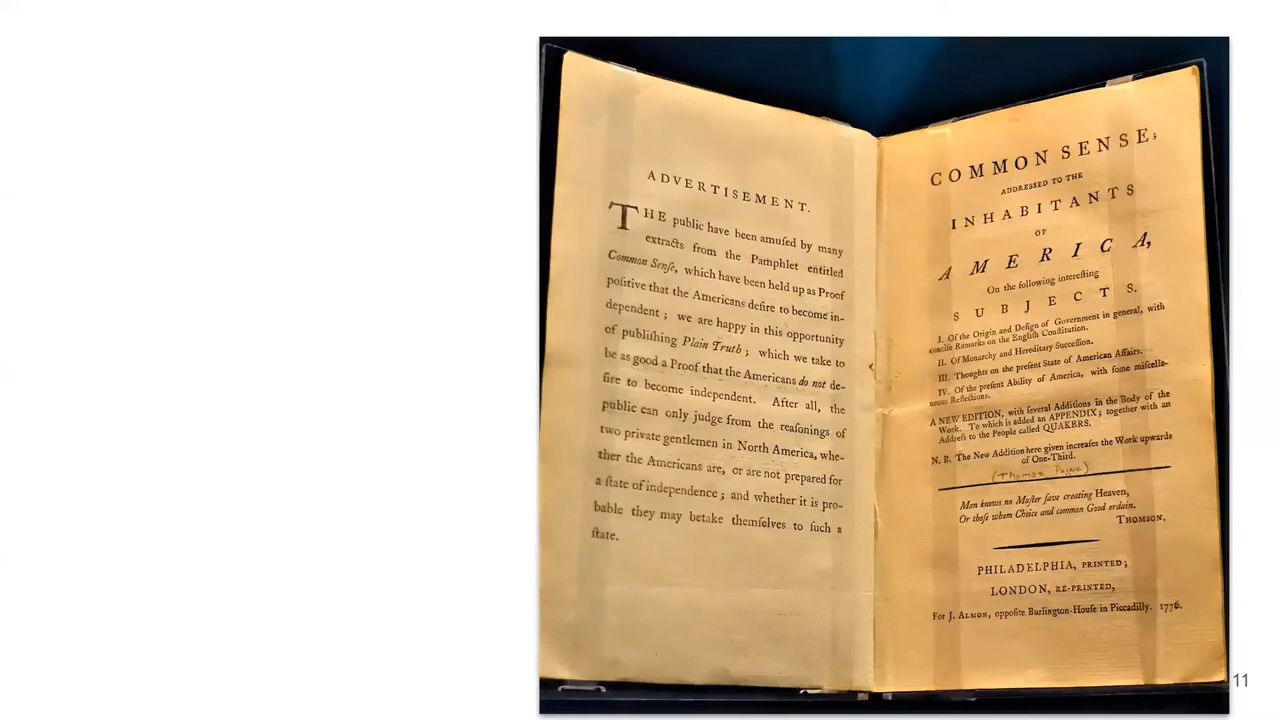 ADVERTISEMENT.
THE public have been amuſed by many
extracts from the Pamphlet entitled
Common Senſe, which have been held up as Proof
poſitive that the Americans deſire to become in-
dependent ; we are happy in this opportunity
of publiſhing Plain Truth ; which we take to
be as good a Proof that the Americans do not de-
ſire to become independent. After all, the
public can only judge from the reaſonings of
two private gentlemen in North America, whe-
ther the Americans are, or are not prepared for
a ſtate of independence ; and whether it is pro-
bable they may betake themſelves to ſuch a
ſtate.
COMMON SENSE;
ADDRESSED TO THE
INHABITANTS
OF
AMERICA,
On the following intereſting
SUBJECTS.
I. Of the Origin and Deſign of Government in general, with
conciſe Remarks on the Engliſh Conſtitution.
II. Of Monarchy and Hereditary Succeſſion.
III. Thoughts on the preſent State of American Affairs.
IV. Of the preſent Ability of America, with ſome miſcella-
neous Reflections.
A NEW EDITION, with ſeveral Additions in the Body of the
Work. To which is added an APPENDIX ; together with an
Addreſs to the People called QUAKERS.
N. B. The New Addition here given increaſes the Work upwards
of One-Third.
(Thomas Paine)
Man knows no Maſter ſave creating Heaven,
Or thoſe whom Choice and common Good ordain.
THOMSON.
PHILADELPHIA, PRINTED;
LONDON, RE-PRINTED,
For J. ALMON, oppoſite Burlington-Houſe in Piccadilly. 1776.
11